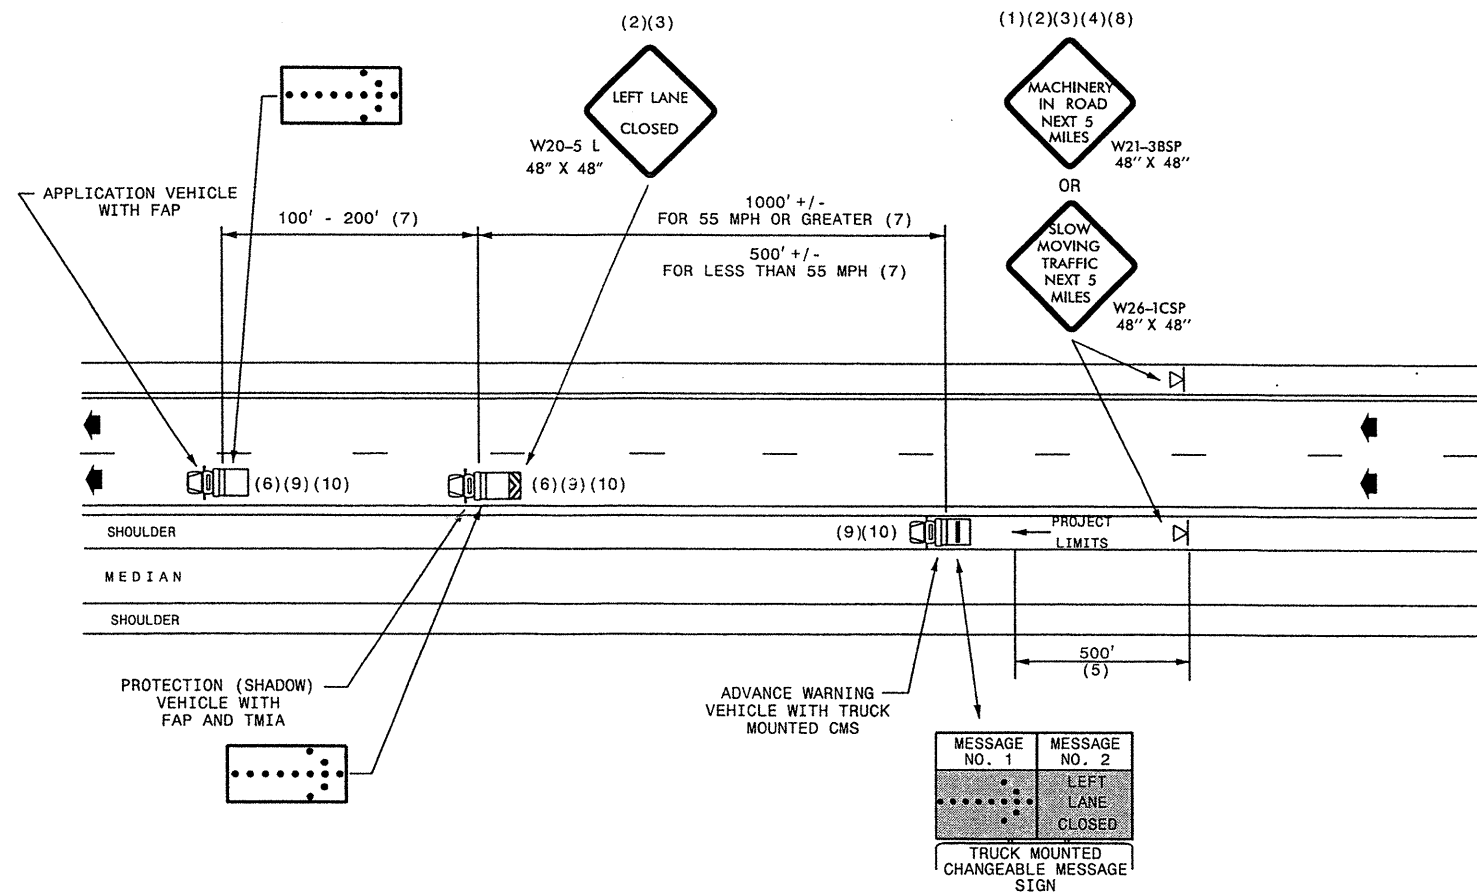 (2)(3)
(1)(2)(3)(4)(8)
LEFT LANE
CLOSED
W20-5 L
48" X 48"
MACHINERY
IN ROAD
NEXT 5
MILES
W21-3BSP
48" X 48"
OR
SLOW
MOVING
TRAFFIC
NEXT 5
MILES
W26-1CSP
48" X 48"
APPLICATION VEHICLE
WITH FAP
100' - 200' (7)
1000' +/-
FOR 55 MPH OR GREATER (7)
500' +/-
FOR LESS THAN 55 MPH (7)
(6)(9)(10)
(6)(9)(10)
SHOULDER
(9)(10)
PROJECT
LIMITS
MEDIAN
SHOULDER
500'
(5)
PROTECTION (SHADOW)
VEHICLE WITH
FAP AND TMIA
ADVANCE WARNING
VEHICLE WITH TRUCK
MOUNTED CMS
MESSAGE
NO. 1
MESSAGE
NO. 2
LEFT
LANE
CLOSED
TRUCK MOUNTED
CHANGEABLE MESSAGE
SIGN